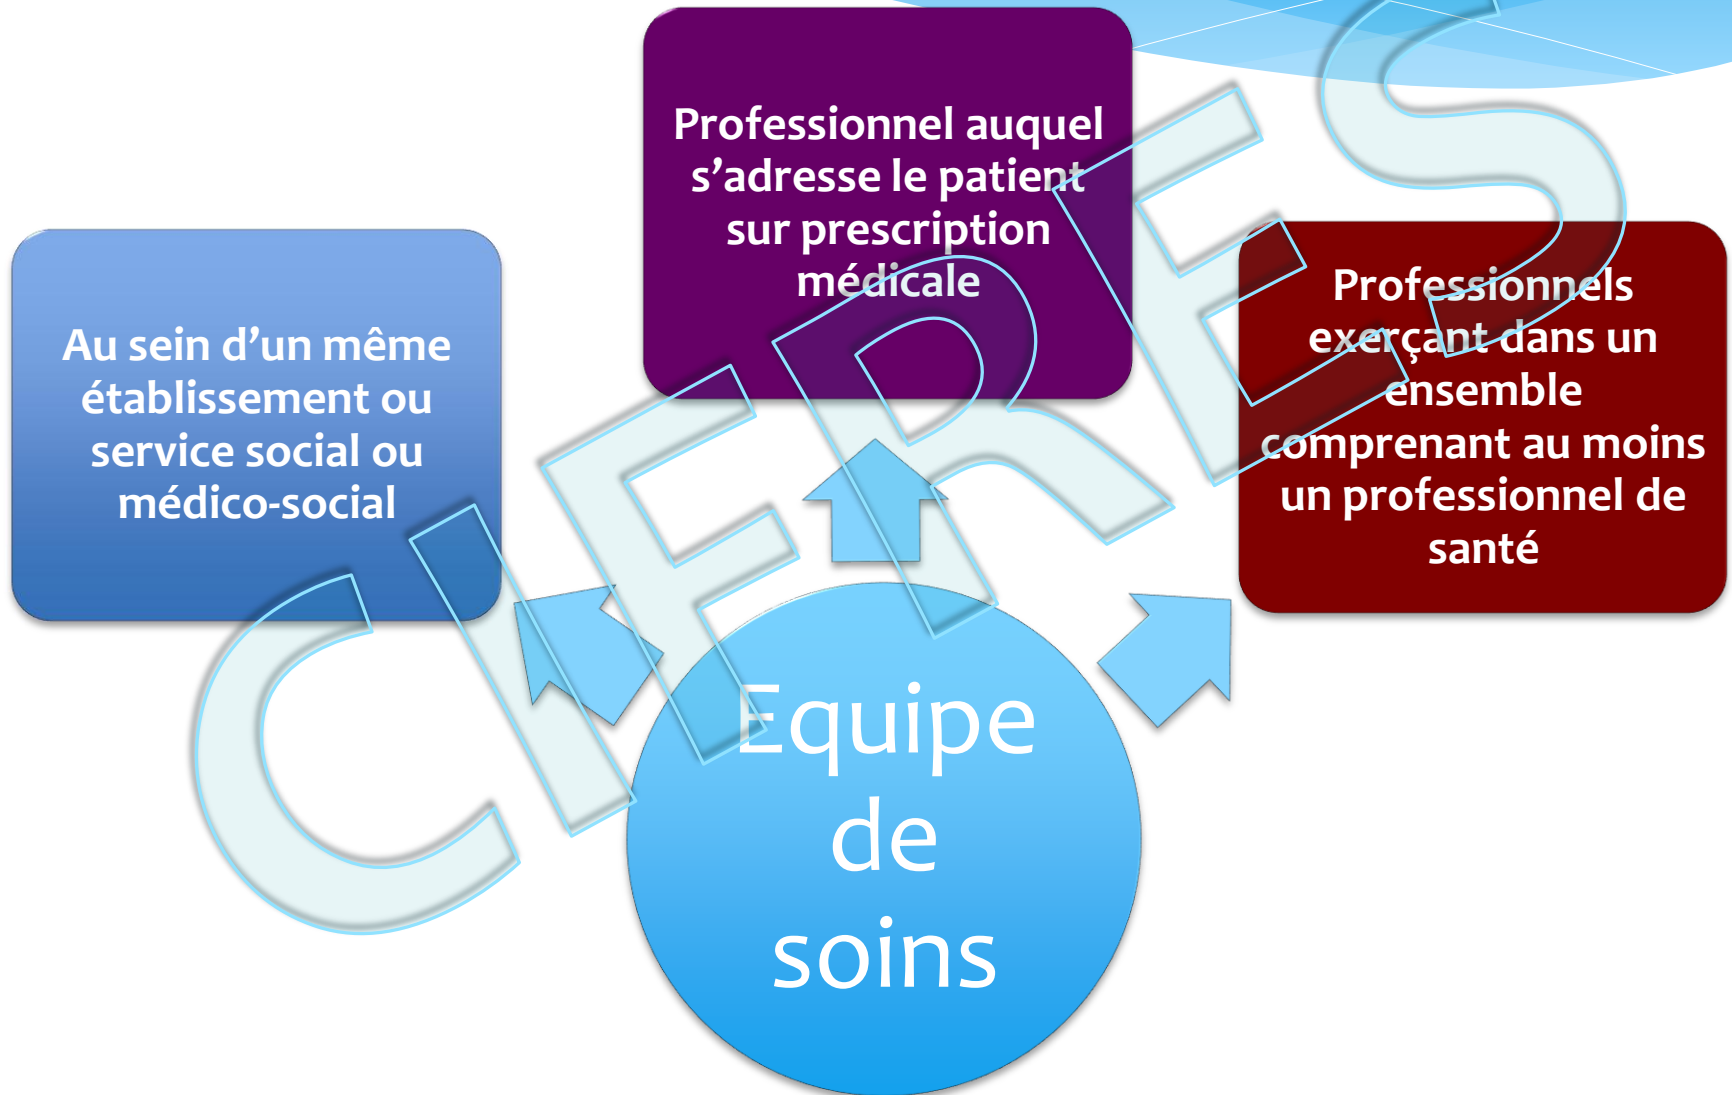 Professionnel auquel
s’adresse le patient
sur prescription
médicale
Au sein d’un même
établissement ou
service social ou
médico-social
Professionnels
exerçant dans un
ensemble
comprenant au moins
un professionnel de
santé
Equipe
de
soins
CIFRES